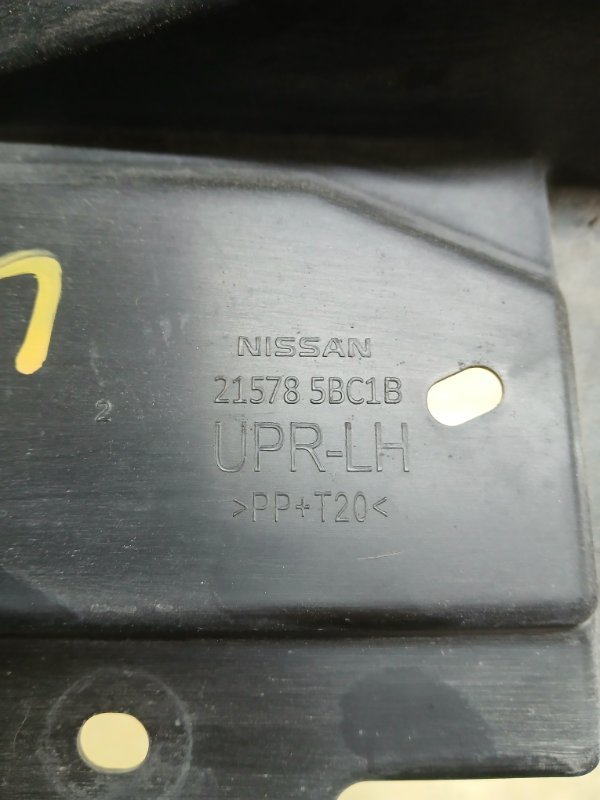 NISSAN
21578 5BC1B
2
UPR-LH
>PP+T20<